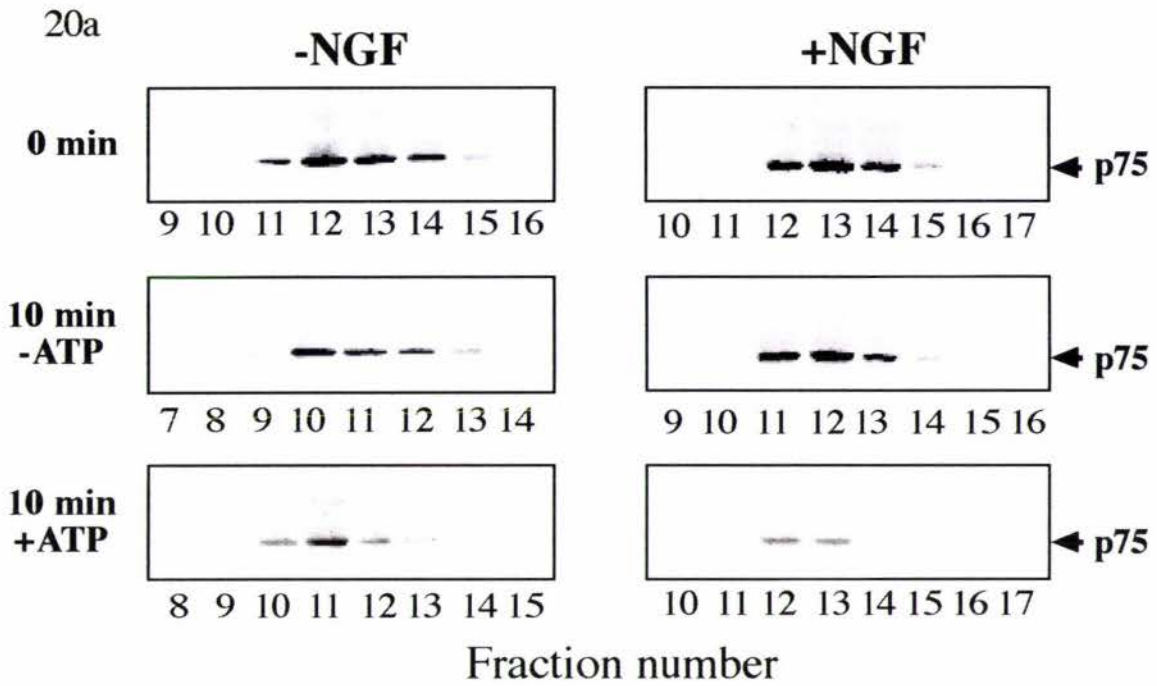 20a
-NGF +NGF
0 min
p75
9 10 11 12 13 14 15 16
10 11 12 13 14 15 16 17
10 min
-ATP
p75
7 8 9 10 11 12 13 14
9 10 11 12 13 14 15 16
10 min
+ATP
p75
8 9 10 11 12 13 14 15
10 11 12 13 14 15 16 17
Fraction number